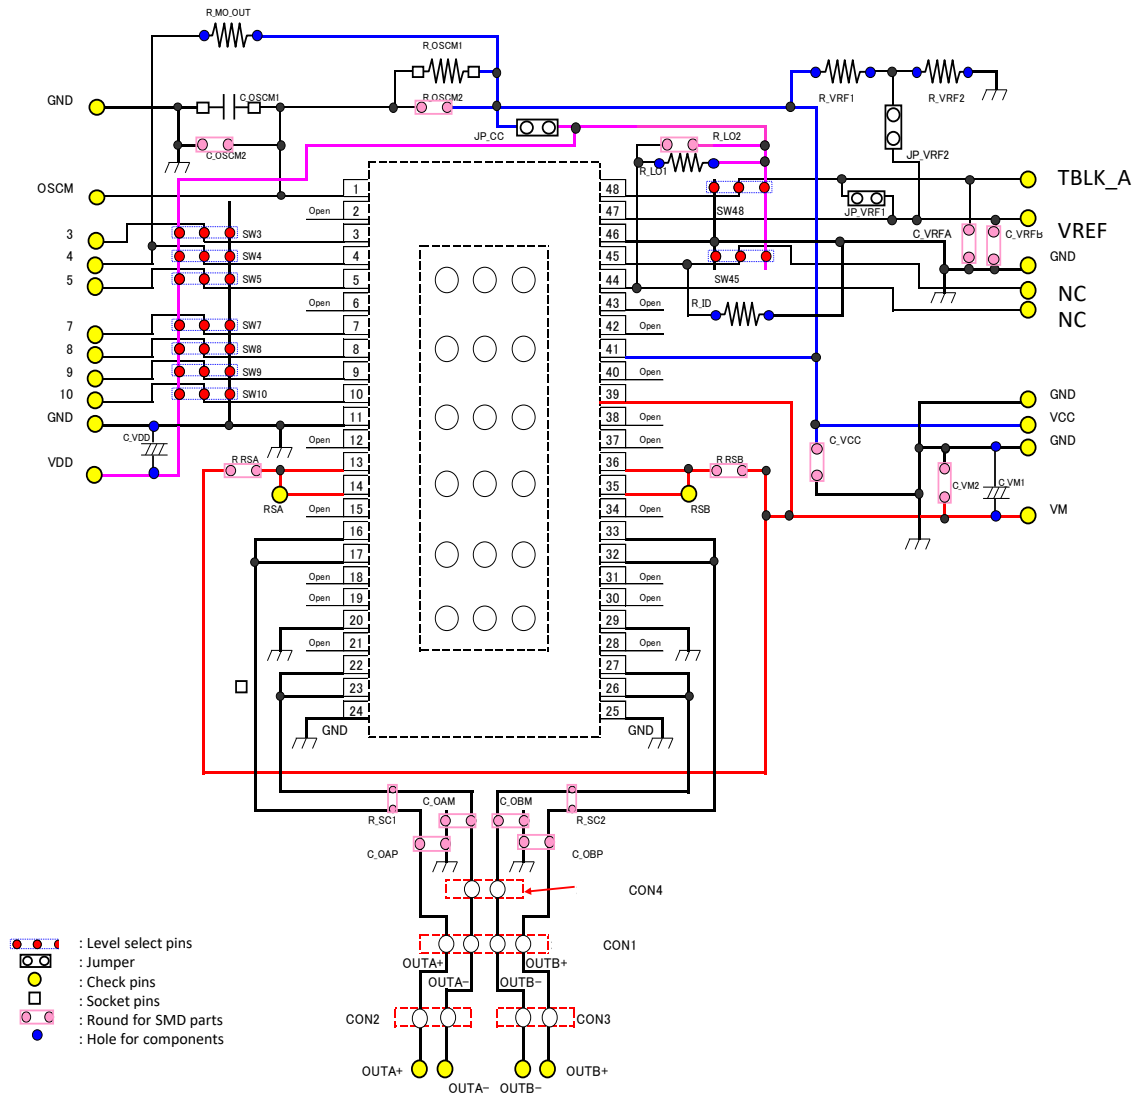 R_MO_OUT
R_OSCM1
GND
C_OSCM1
R_OSCM2
R_VRF1
R_VRF2
JP_CC
R_LO2
C_OSCM2
R_LO1
JP_VRF2
OSCM
1
48
TBLK_A
Open
2
47
SW48
JP_VRF1
3
SW3
3
46
C_VRFA
C_VRFB
VREF
4
SW4
4
45
GND
5
SW5
5
44
SW45
NC
Open
6
43
Open
R_ID
NC
7
SW7
7
42
Open
8
SW8
8
41
9
SW9
9
40
Open
10
SW10
10
39
GND
GND
11
38
Open
VCC
C_VDD
Open
12
37
Open
C_VCC
GND
VDD
R_RSA
13
36
R_RSB
RSA
14
35
RSB
C_VM2
C_VM1
Open
15
34
Open
VM
16
33
17
32
Open
18
31
Open
Open
19
30
Open
20
29
Open
21
28
Open
22
27
23
26
24
25
GND
GND
R_SC1
C_OAM
C_OBM
R_SC2
C_OAP
C_OBP
CON4
CON1
OUTA+
OUTB+
OUTA-
OUTB-
CON2
CON3
OUTA+
OUTB+
OUTA-
OUTB-
: Level select pins
: Jumper
: Check pins
: Socket pins
: Round for SMD parts
: Hole for components